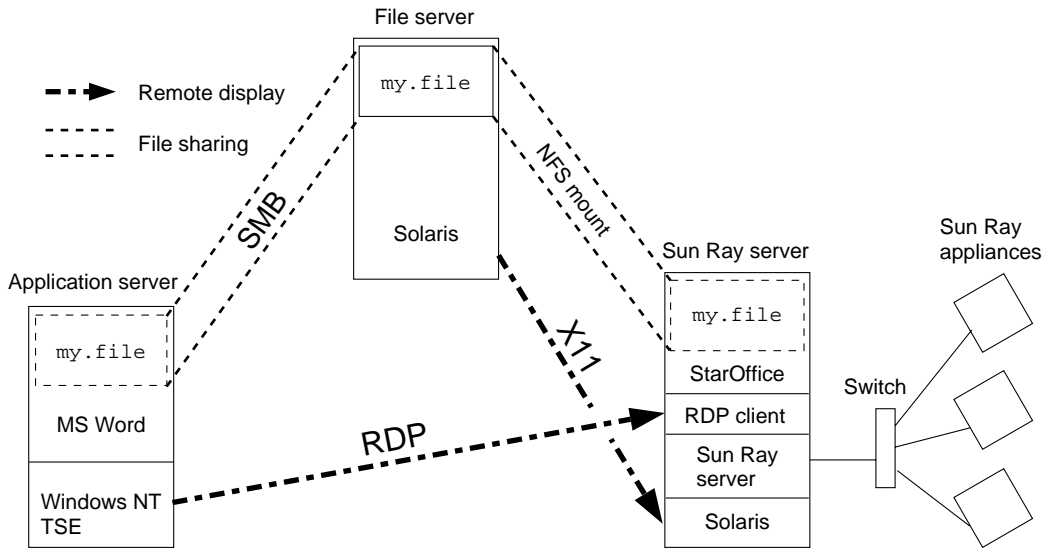 File server
my.file
Solaris
Remote display
File sharing
SMB
NFS mount
X11
RDP
Application server
my.file
MS Word
Windows NT
TSE
Sun Ray server
my.file
StarOffice
RDP client
Sun Ray
server
Solaris
Switch
Sun Ray
appliances